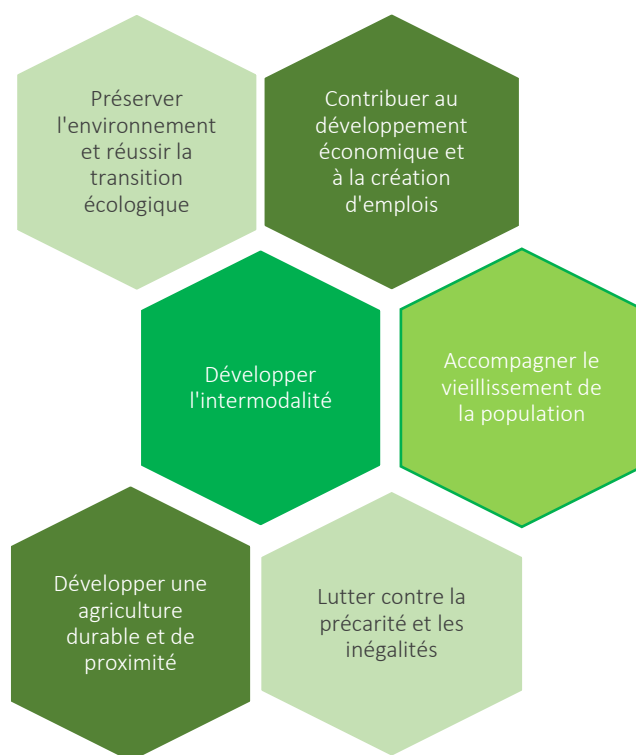 Préserver
l'environnement
et réussir la
transition
écologique
Contribuer au
développement
économique et
à la création
d'emplois
Développer
l'intermodalité
Accompagner le
vieillissement de
la population
Développer une
agriculture
durable et de
proximité
Lutter contre la
précarité et les
inégalités